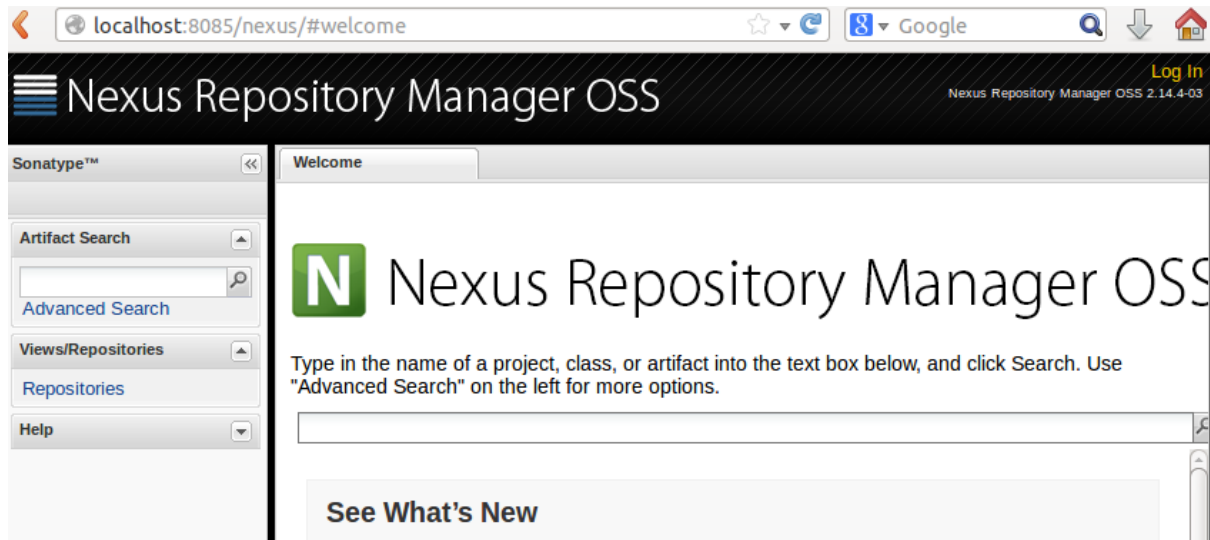 localhost:8085/nexus/#welcome
Google
Nexus Repository Manager OSS
Log In
Nexus Repository Manager OSS 2.14.4-03
Sonatype™
Welcome
Artifact Search
Advanced Search
Views/Repositories
Repositories
Help
N Nexus Repository Manager OSS
Type in the name of a project, class, or artifact into the text box below, and click Search. Use
"Advanced Search" on the left for more options.
See What's New